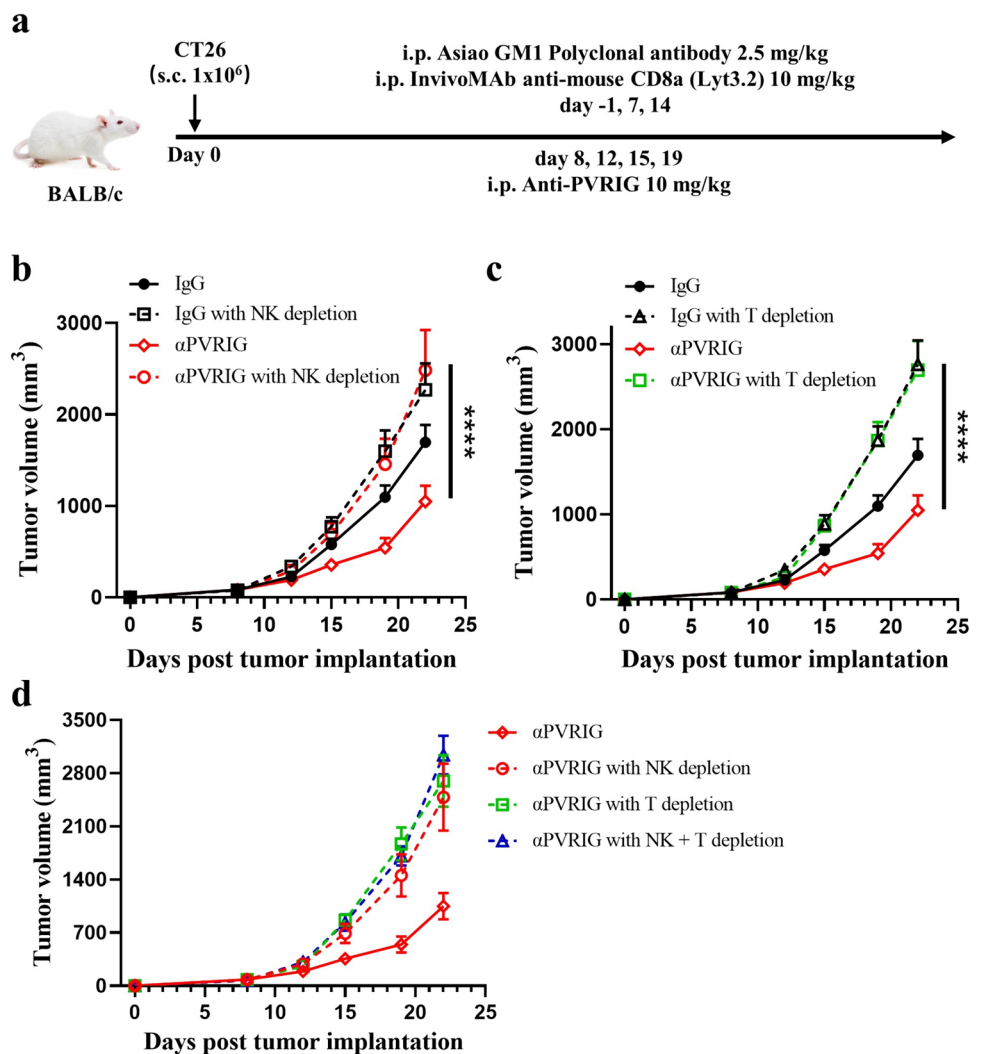 a
CT26
(s.c. 1x10⁶)
i.p. Asiao GM1 Polyclonal antibody 2.5 mg/kg
i.p. InvivoMAb anti-mouse CD8a (Lyt3.2) 10 mg/kg
day -1, 7, 14
BALB/c
Day 0
day 8, 12, 15, 19
i.p. Anti-PVRIG 10 mg/kg
b
IgG
IgG with NK depletion
αPVRIG
αPVRIG with NK depletion
Tumor volume (mm³)
3000
2000
1000
0
****
0 5 10 15 20 25
Days post tumor implantation
c
IgG
IgG with T depletion
αPVRIG
αPVRIG with T depletion
Tumor volume (mm³)
3000
2000
1000
0
****
0 5 10 15 20 25
Days post tumor implantation
d
αPVRIG
αPVRIG with NK depletion
αPVRIG with T depletion
αPVRIG with NK + T depletion
Tumor volume (mm³)
3500
2800
2100
1400
700
0
0 5 10 15 20 25
Days post tumor implantation